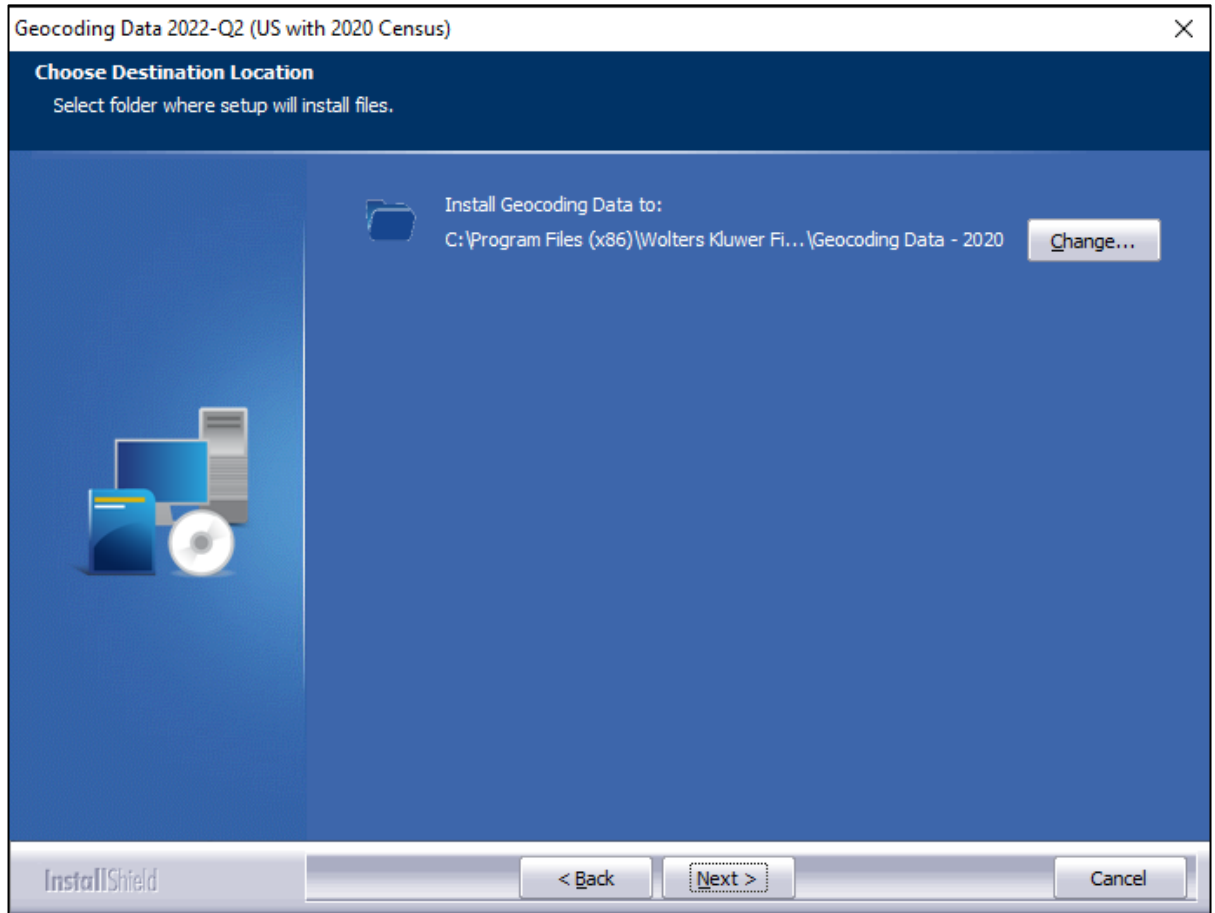 Geocoding Data 2022-Q2 (US with 2020 Census)
Choose Destination Location
Select folder where setup will install files.
Install Geocoding Data to:
C:\Program Files (x86)\Wolters Kluwer Fi...\Geocoding Data - 2020
Change...
InstallShield
< Back
Next >
Cancel